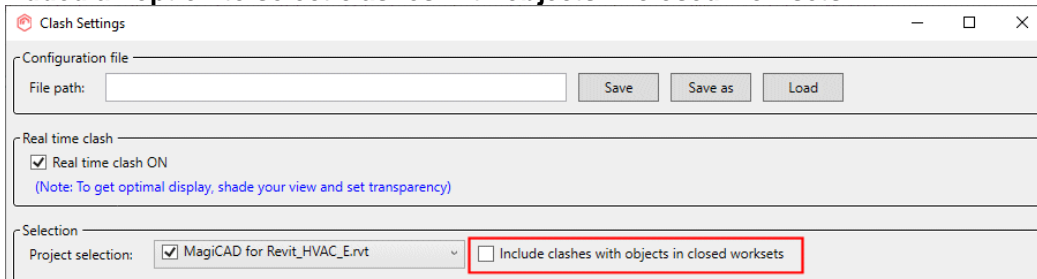 Clash Settings
Configuration file
File path: Save Save as Load
Real time clash
Real time clash ON
(Note: To get optimal display, shade your view and set transparency)
Selection
Project selection: MagiCAD for Revit_HVAC_E.rvt Include clashes with objects in closed worksets